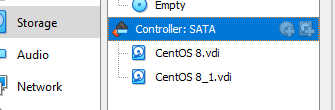 Storage
Audio
Network
Empty
Controller: SATA
CentOS 8.vdi
CentOS 8_1.vdi